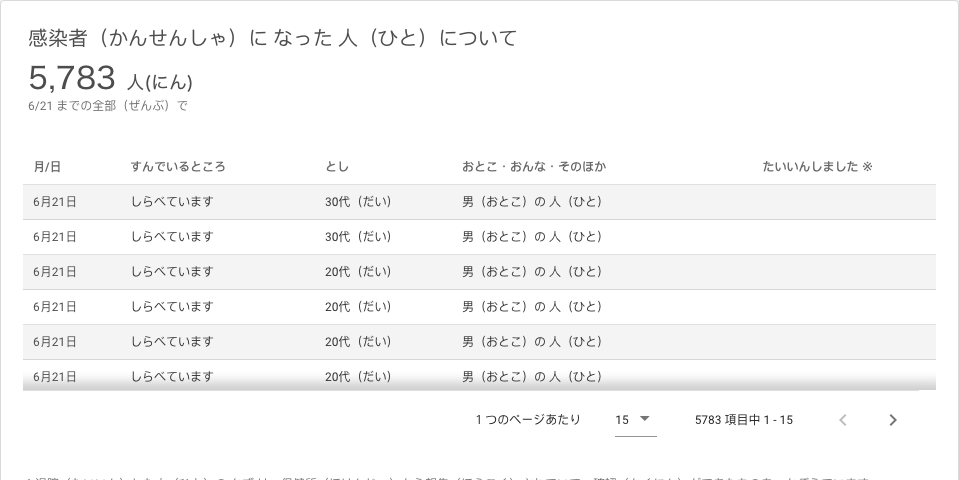 感染者（かんせんしゃ）に なった 人（ひと）について
5,783 人(にん)
6/21 までの全部（ぜんぶ）で
月/日 すんでいるところ とし おとこ・おんな・そのほか たいいんしました ※
6月21日 しらべています 30代（だい） 男（おとこ）の 人（ひと）
6月21日 しらべています 30代（だい） 男（おとこ）の 人（ひと）
6月21日 しらべています 20代（だい） 男（おとこ）の 人（ひと）
6月21日 しらべています 20代（だい） 男（おとこ）の 人（ひと）
6月21日 しらべています 20代（だい） 男（おとこ）の 人（ひと）
6月21日 しらべています 20代（だい） 男（おとこ）の 人（ひと）
1 つのページあたり 15 5783 項目中 1 - 15